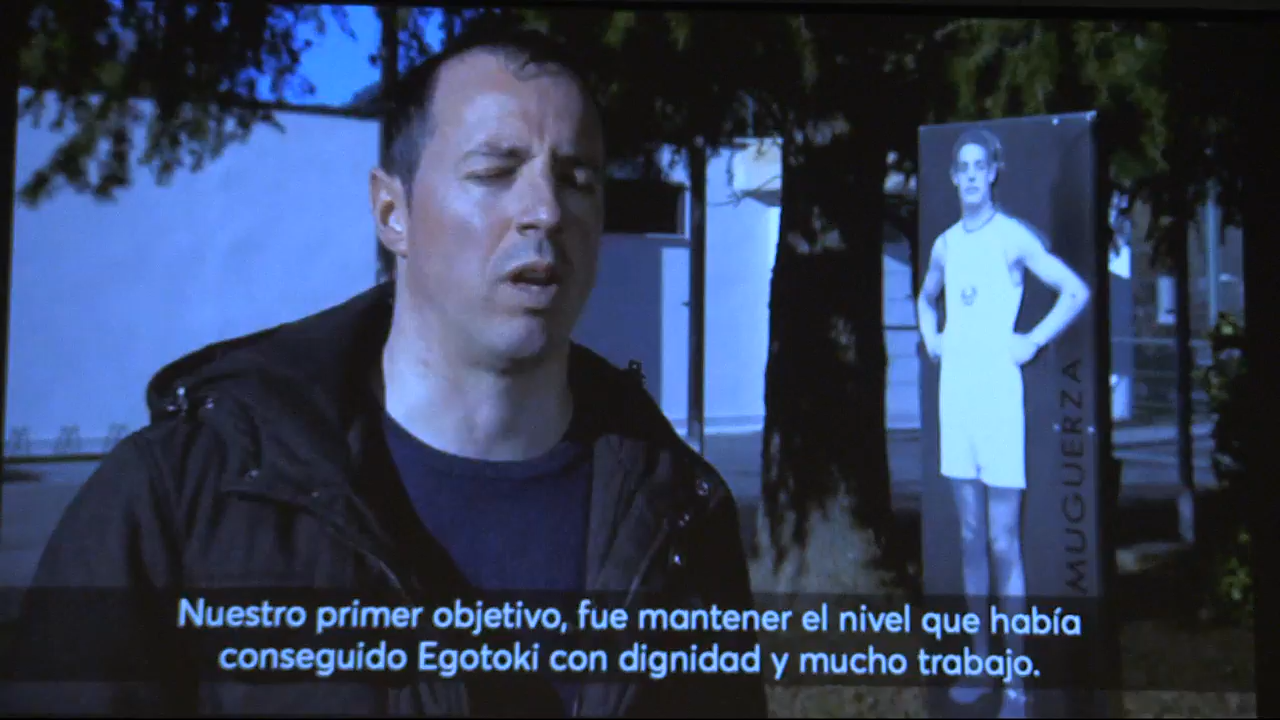 MUGUERZA
Nuestro primer objetivo, fue mantener el nivel que había
conseguido Egotoki con dignidad y mucho trabajo.